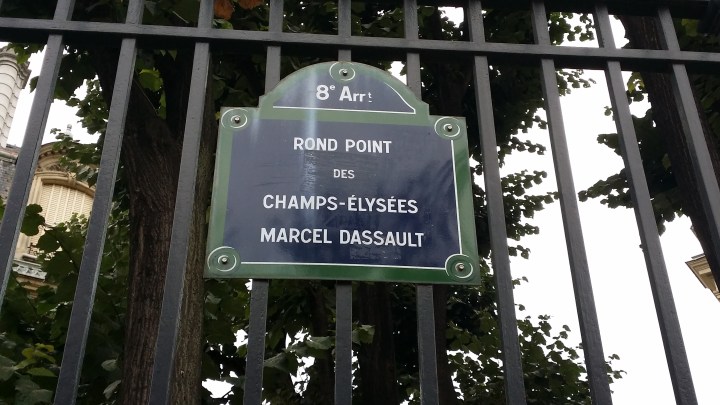 8e Arrt
ROND POINT
DES
CHAMPS-ÉLYSÉES
MARCEL DASSAULT